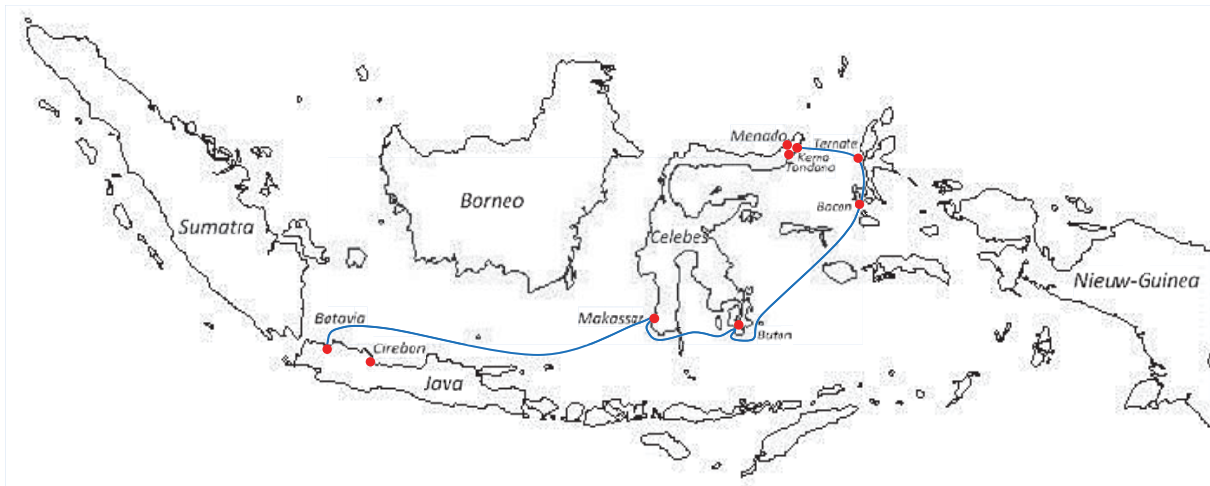 Menado
Ternate
Kema
Tondano
Borneo
Bacan
Sumatra
Celebes
Nieuw-Guinea
Batavia
Makassar
Buton
Cirebon
Java